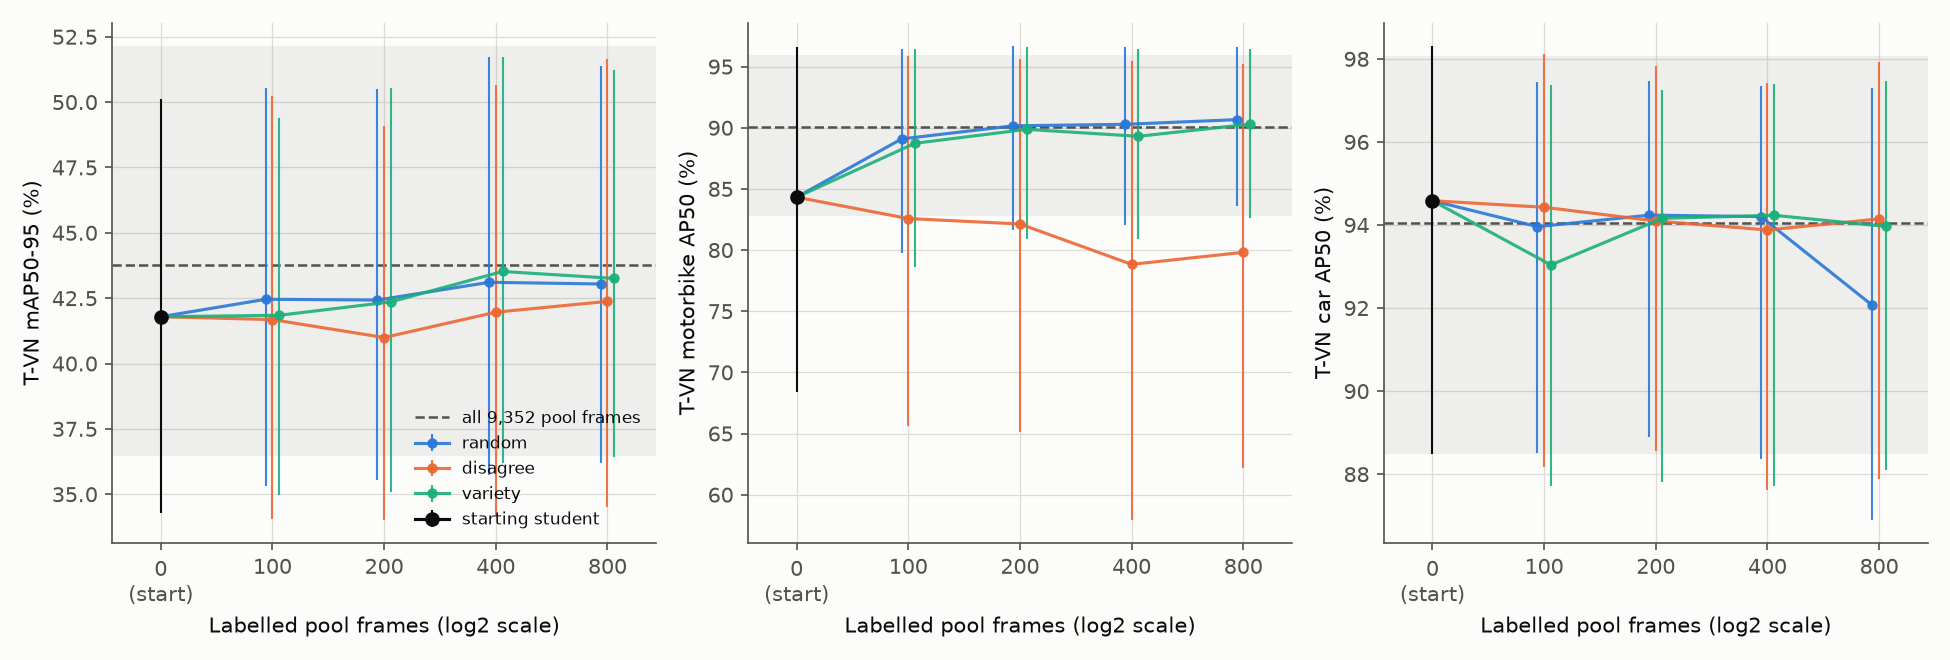 T-VN mAP50-95 (%)
52.5
50.0
47.5
45.0
42.5
40.0
37.5
35.0
all 9,352 pool frames
random
disagree
variety
starting student
0
(start)
100
200
400
800
Labelled pool frames (log2 scale)
T-VN motorbike AP50 (%)
95
90
85
80
75
70
65
60
0
(start)
100
200
400
800
Labelled pool frames (log2 scale)
T-VN car AP50 (%)
98
96
94
92
90
88
0
(start)
100
200
400
800
Labelled pool frames (log2 scale)